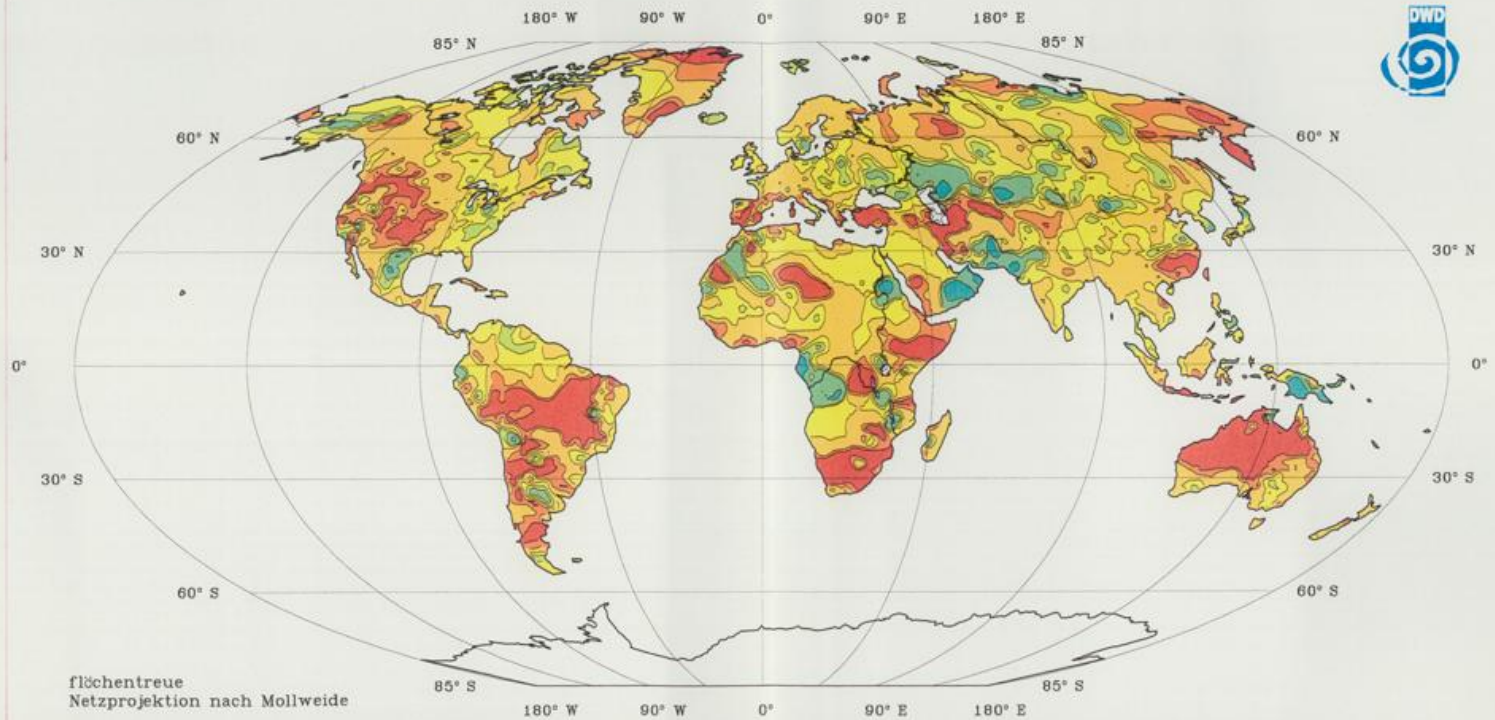 180° W 90° W 0° 90° E 180° E
DWD
85° N 85° N
60° N 60° N
30° N 30° N
0° 0°
30° S 30° S
60° S 60° S
flächentreue
Netzprojektion nach Mollweide
85° S 85° S
180° W 90° W 0° 90° E 180° E